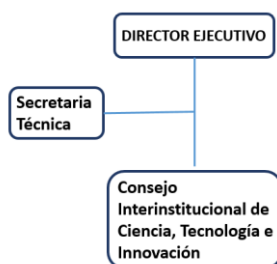 DIRECTOR EJECUTIVO
Secretaria
Técnica
Consejo
Interinstitucional de
Ciencia, Tecnología e
Innovación